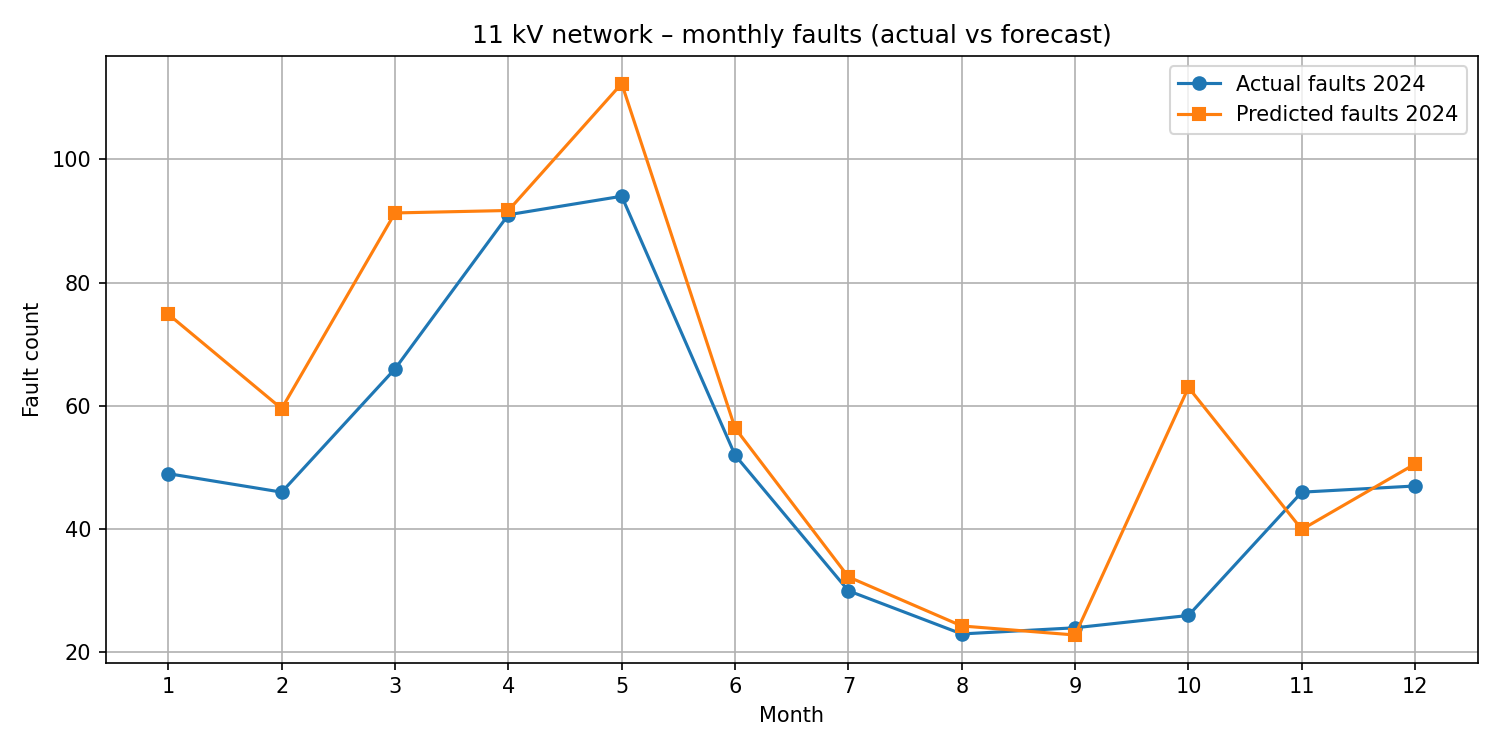 11 kV network – monthly faults (actual vs forecast)
Actual faults 2024
Predicted faults 2024
Fault count
100
80
60
40
20
1 2 3 4 5 6 7 8 9 10 11 12
Month